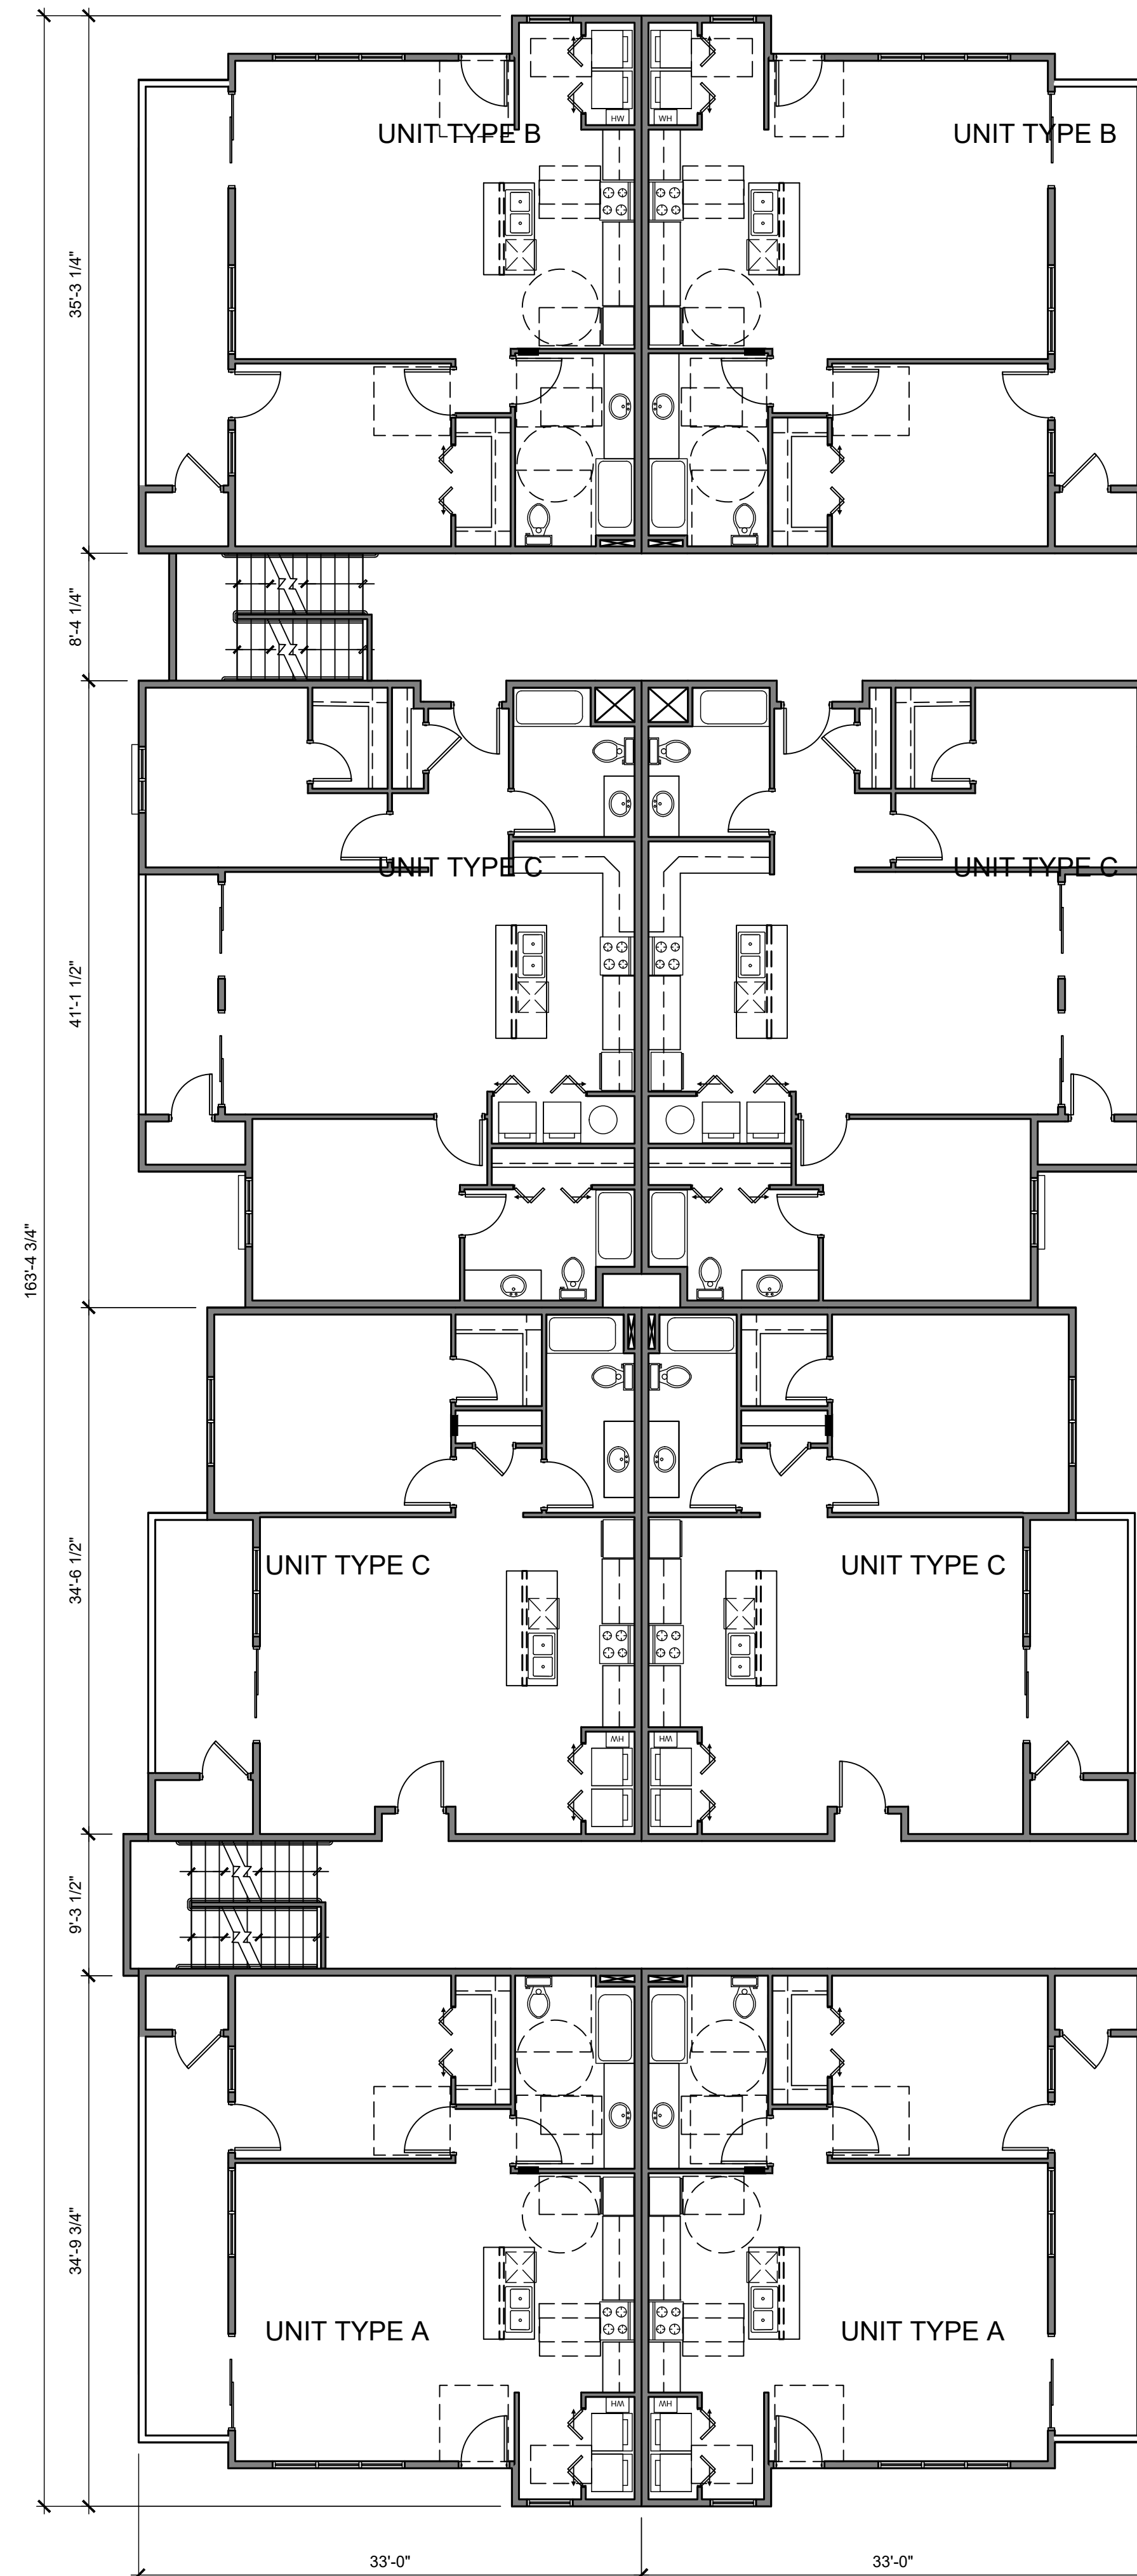 HW WH
UNIT TYPE B UNIT TYPE B
35'-3 1/4"
8'-4 1/4"
UNIT TYPE C UNIT TYPE C
41'-1 1/2"
163'-4 3/4"
UNIT TYPE C UNIT TYPE C
34'-6 1/2"
WH HW
9'-3 1/2"
34'-9 3/4"
UNIT TYPE A UNIT TYPE A
WH HW
33'-0" 33'-0"